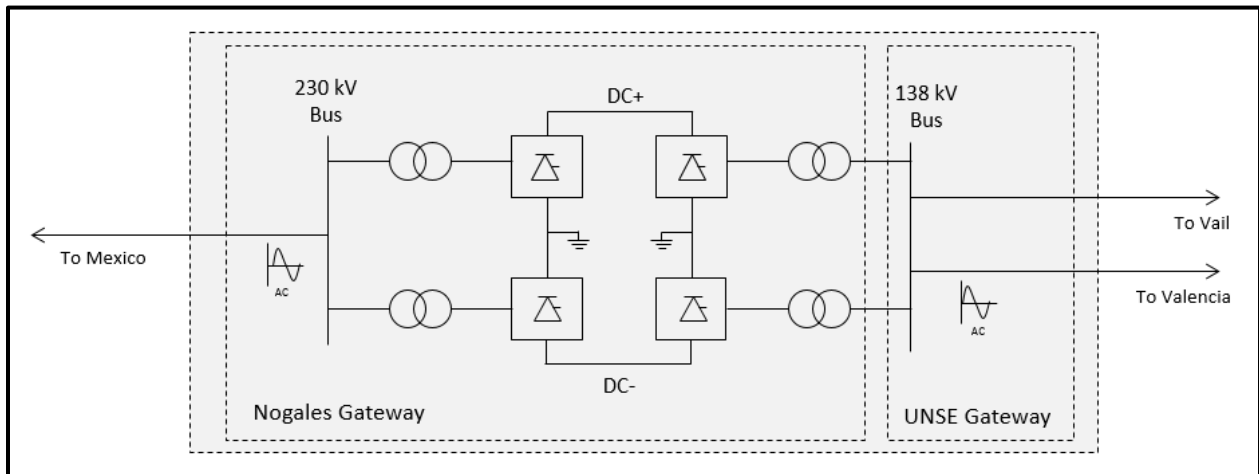 230 kV
Bus
DC+
138 kV
Bus
To Vail
To Mexico
AC
To Valencia
AC
DC-
Nogales Gateway
UNSE Gateway